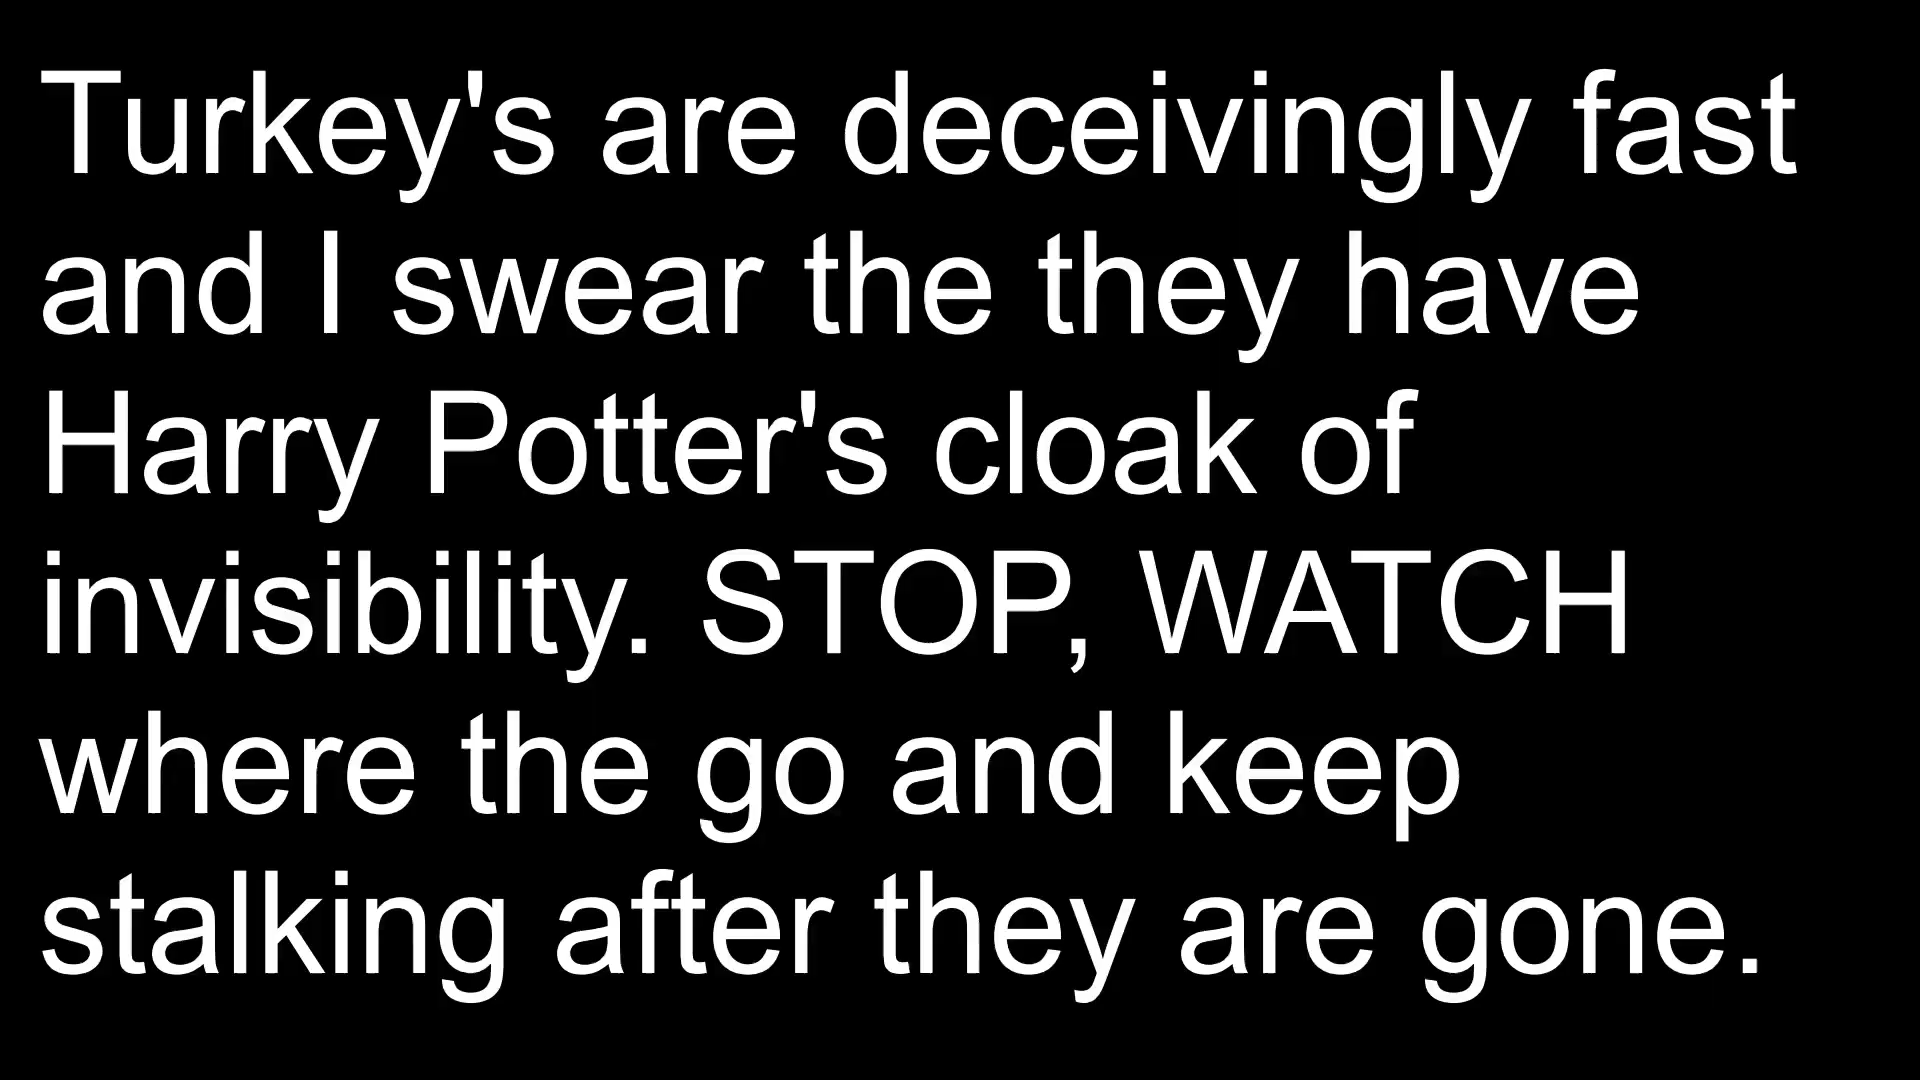 Turkey's are deceivingly fast
and I swear the they have
Harry Potter's cloak of
invisibility. STOP, WATCH
where the go and keep
stalking after they are gone.